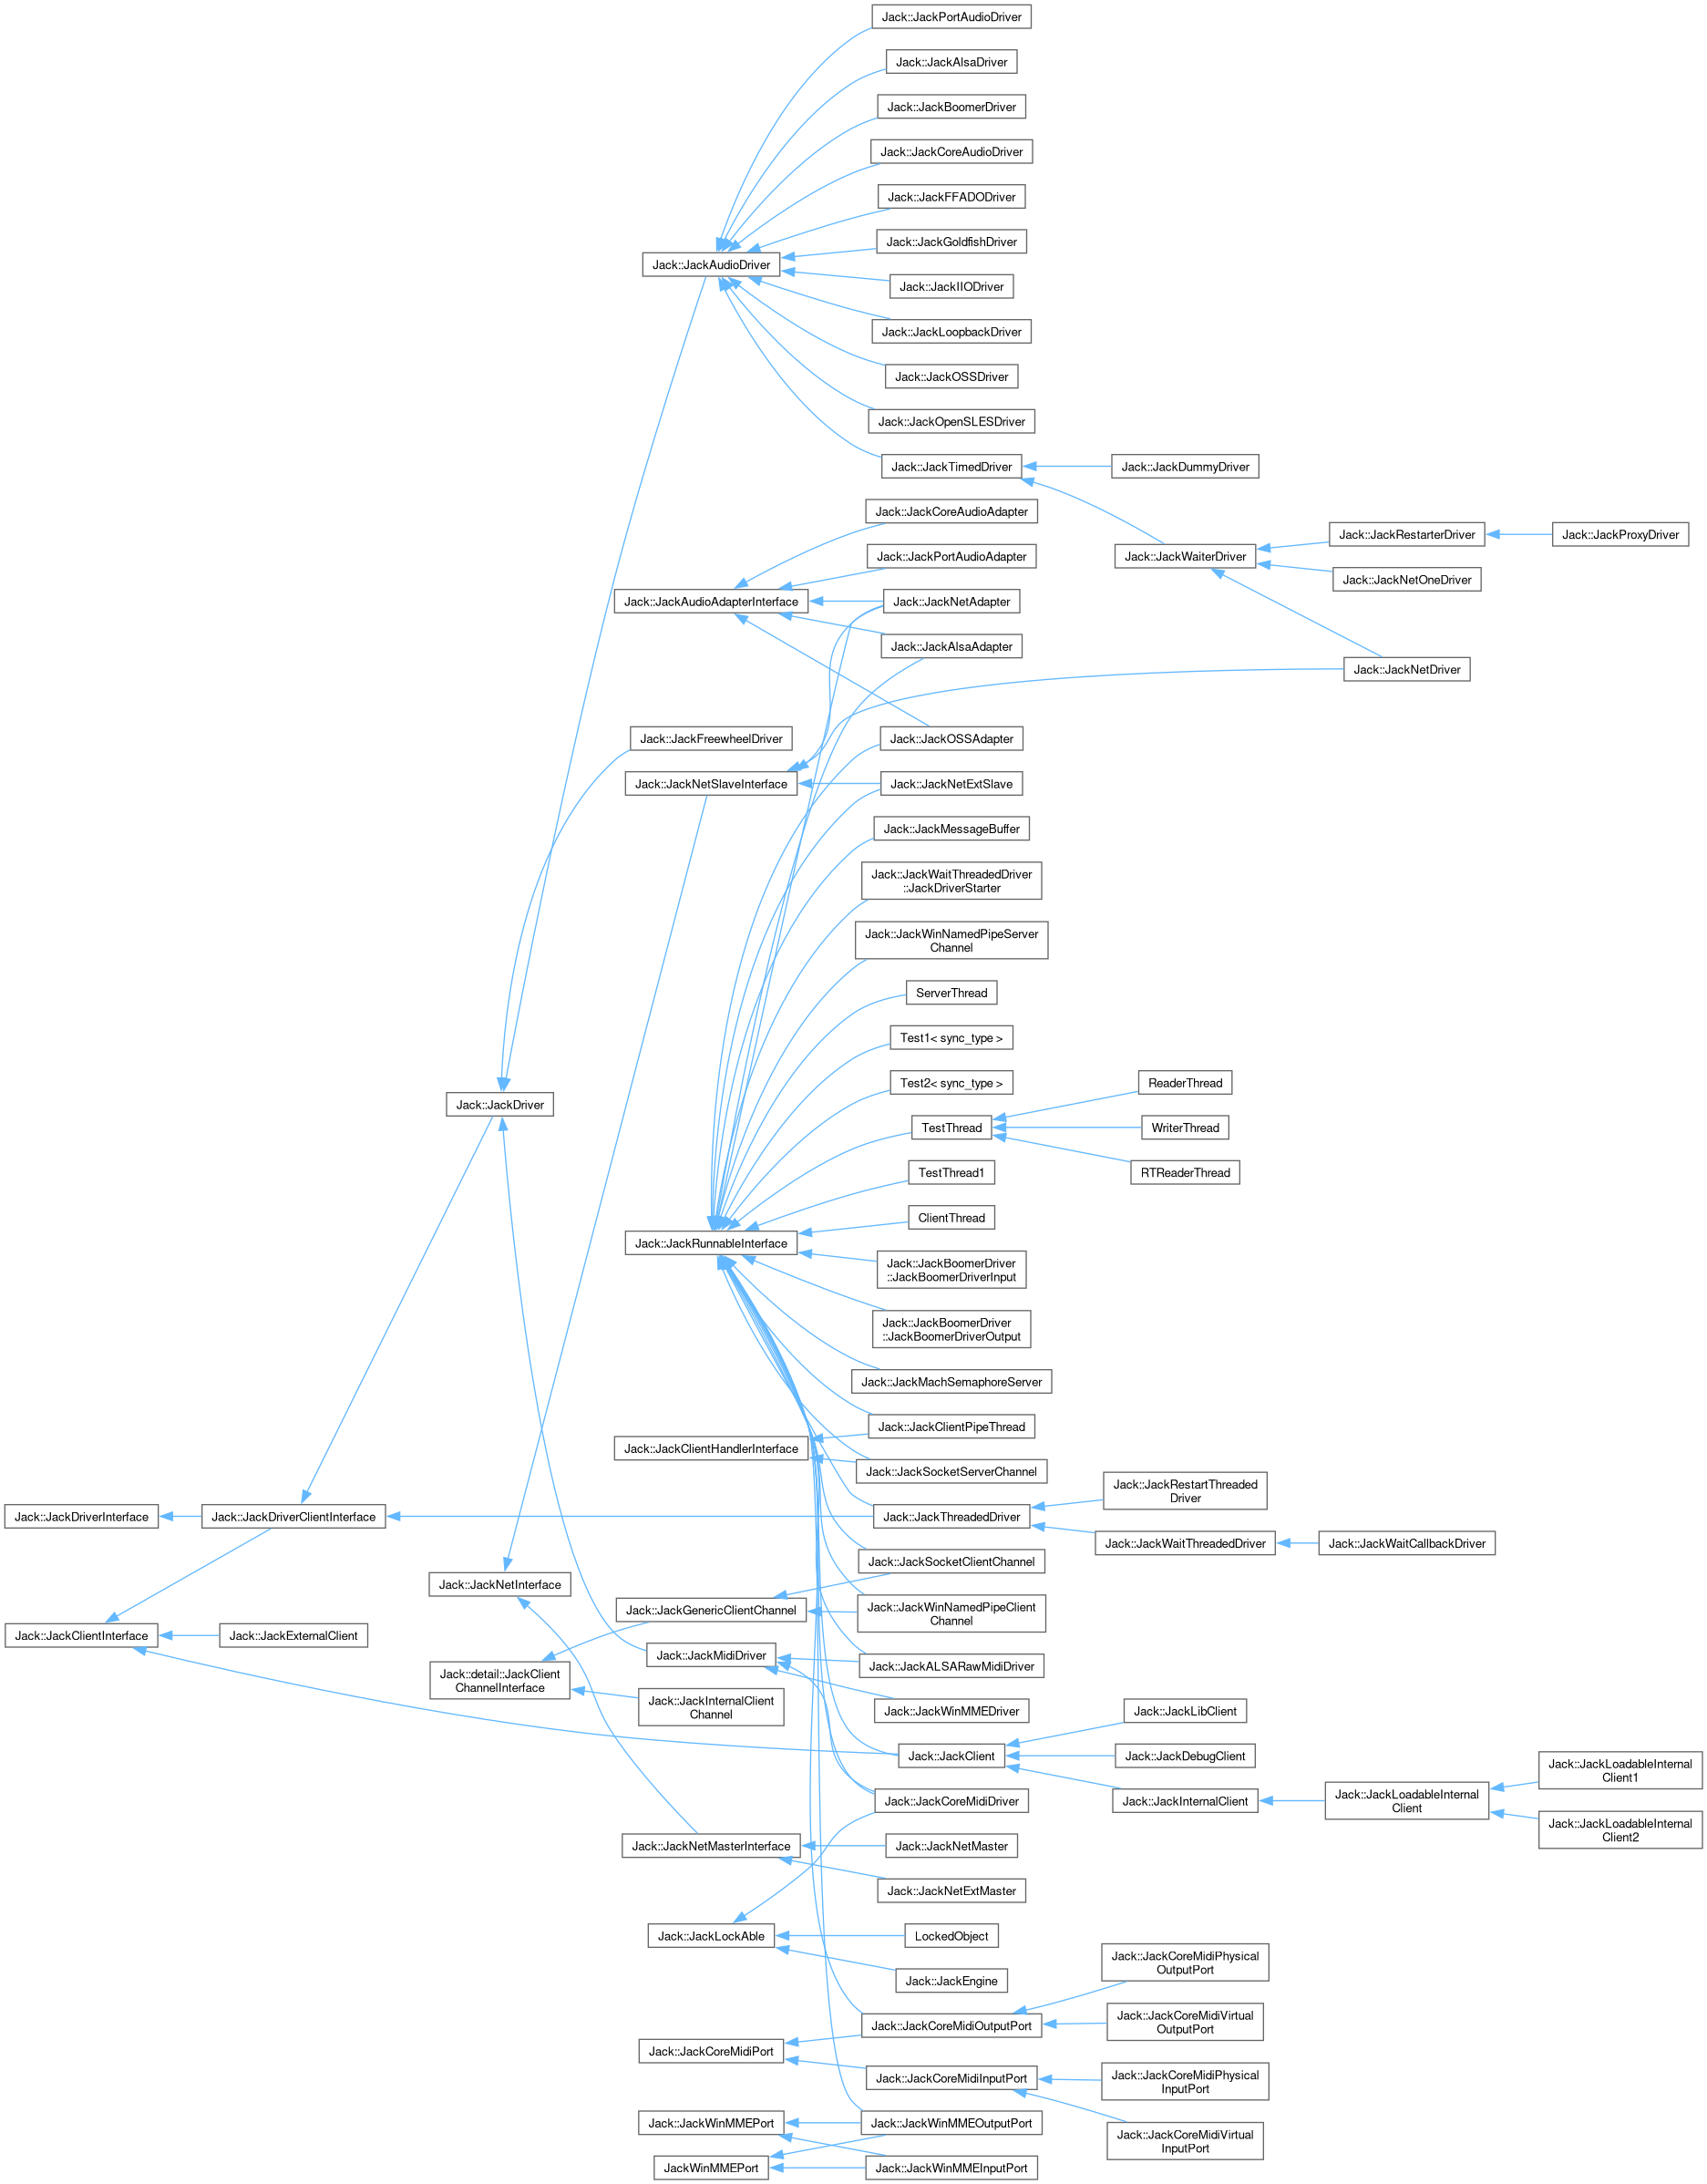 Jack::JackPortAudioDriver
Jack::JackAlsaDriver
Jack::JackBoomerDriver
Jack::JackCoreAudioDriver
Jack::JackFFADODriver
Jack::JackGoldfishDriver
Jack::JackAudioDriver
Jack::JackIIODriver
Jack::JackLoopbackDriver
Jack::JackOSSDriver
Jack::JackOpenSLESDriver
Jack::JackTimedDriver
Jack::JackDummyDriver
Jack::JackCoreAudioAdapter
Jack::JackRestarterDriver
Jack::JackProxyDriver
Jack::JackPortAudioAdapter
Jack::JackWaiterDriver
Jack::JackNetOneDriver
Jack::JackAudioAdapterInterface
Jack::JackNetAdapter
Jack::JackAlsaAdapter
Jack::JackNetDriver
Jack::JackFreewheelDriver
Jack::JackOSSAdapter
Jack::JackNetSlaveInterface
Jack::JackNetExtSlave
Jack::JackMessageBuffer
Jack::JackWaitThreadedDriver
::JackDriverStarter
Jack::JackWinNamedPipeServer
Channel
ServerThread
Test1< sync_type >
Test2< sync_type >
ReaderThread
Jack::JackDriver
TestThread
WriterThread
RTReaderThread
TestThread1
ClientThread
Jack::JackRunnableInterface
Jack::JackBoomerDriver
::JackBoomerDriverInput
Jack::JackBoomerDriver
::JackBoomerDriverOutput
Jack::JackMachSemaphoreServer
Jack::JackClientPipeThread
Jack::JackClientHandlerInterface
Jack::JackSocketServerChannel
Jack::JackRestartThreaded
Driver
Jack::JackDriverInterface
Jack::JackDriverClientInterface
Jack::JackThreadedDriver
Jack::JackWaitThreadedDriver
Jack::JackWaitCallbackDriver
Jack::JackSocketClientChannel
Jack::JackNetInterface
Jack::JackGenericClientChannel
Jack::JackWinNamedPipeClient
Channel
Jack::JackClientInterface
Jack::JackExternalClient
Jack::JackMidiDriver
Jack::JackALSARawMidiDriver
Jack::detail::JackClient
ChannelInterface
Jack::JackInternalClient
Channel
Jack::JackWinMMEDriver
Jack::JackLibClient
Jack::JackClient
Jack::JackDebugClient
Jack::JackLoadableInternal
Client1
Jack::JackCoreMidiDriver
Jack::JackInternalClient
Jack::JackLoadableInternal
Client
Jack::JackLoadableInternal
Client2
Jack::JackNetMasterInterface
Jack::JackNetMaster
Jack::JackNetExtMaster
Jack::JackLockAble
LockedObject
Jack::JackEngine
Jack::JackCoreMidiPhysical
OutputPort
Jack::JackCoreMidiOutputPort
Jack::JackCoreMidiVirtual
OutputPort
Jack::JackCoreMidiPort
Jack::JackCoreMidiInputPort
Jack::JackCoreMidiPhysical
InputPort
Jack::JackWinMMEPort
Jack::JackWinMMEOutputPort
Jack::JackCoreMidiVirtual
InputPort
JackWinMMEPort
Jack::JackWinMMEInputPort